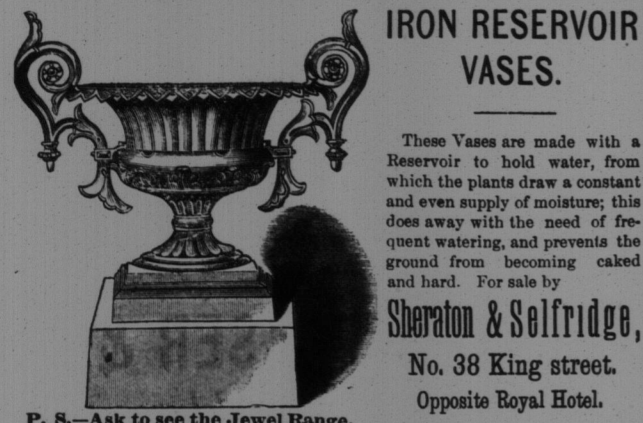 IRON RESERVOIR
VASES.
These Vases are made with a
Reservoir to hold water, from
which the plants draw a constant
and even supply of moisture; this
does away with the need of fre-
quent watering, and prevents the
ground from becoming caked
and hard. For sale by
Sheraton & Selfridge,
No. 38 King street.
Opposite Royal Hotel.
P. S.—Ask to see the Jewel Range.